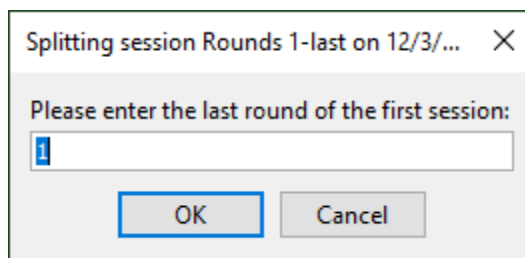 Splitting session Rounds 1-last on 12/3/...
Please enter the last round of the first session:
1
OK Cancel